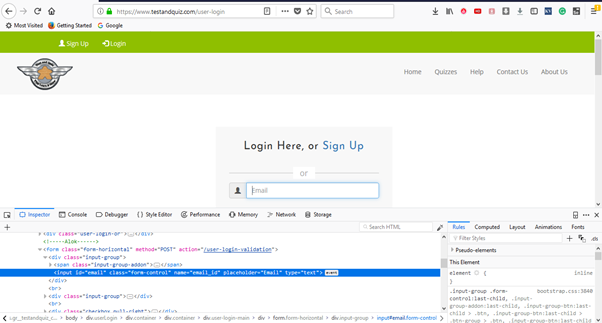 https://www.testandquiz.com/user-login
Search
Most Visited Getting Started Google
Sign Up Login
Home Quizzes Help Contact Us About Us
Login Here, or Sign Up
or
Email
Inspector Console Debugger Style Editor Performance Memory Network Storage
+ Search HTML
Rules Computed Layout Animations Fonts
<div class="user-login-or">…</div>
Filter Styles + .cls
<!-----Alok------>
Pseudo-elements
<form class="form-horizontal" method="POST" action="/user-login-validation">
This Element
<div class="input-group">
element { inline
<span class="input-group-addon">…</span>
<input id="email" class="form-control" name="email_id" placeholder="Email" type="text">
}
</div>
.input-group .form- bootstrap.css:3840
<br>
control:last-child, .input-
<div class="input-group">…</div>
group-addon:last-child, .input-
<br>
group-btn:last-child
> .btn, .input-group-btn:last-child
<div class="checkbox pull-right">…</div>
> .btn-group > .btn,
body div.userLogin div.container div.container div.user-login-main div form.form-horizontal div.input-group input#email.form-control